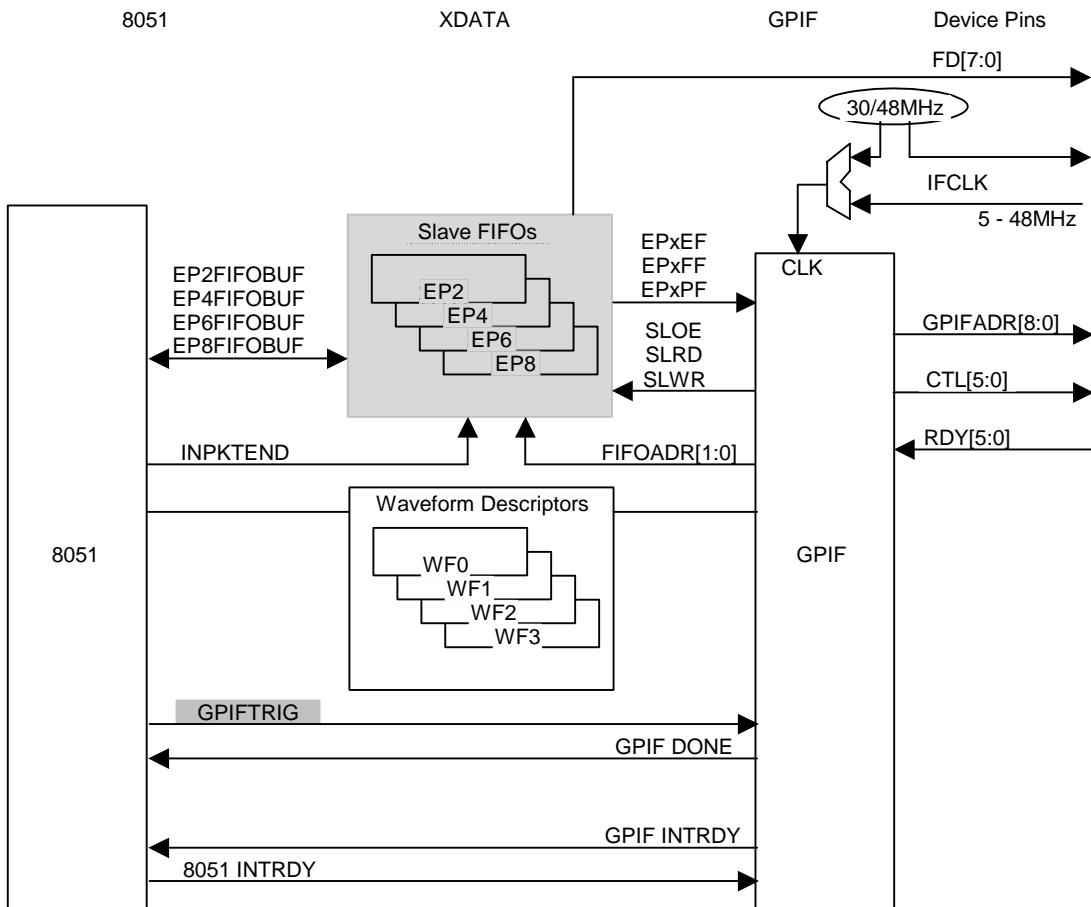 8051 XDATA GPIF Device Pins
FD[7:0]
30/48MHz
IFCLK
5 - 48MHz
Slave FIFOs
EP2
EP4
EP6
EP8
EP2FIFOBUF
EP4FIFOBUF
EP6FIFOBUF
EP8FIFOBUF
EPxEF
EPxFF
EPxPF
SLOE
SLRD
SLWR
CLK
GPIFADR[8:0]
CTL[5:0]
RDY[5:0]
INPKTEND
FIFOADR[1:0]
Waveform Descriptors
WF0
WF1
WF2
WF3
8051
GPIF
GPIFTRIG
GPIF DONE
GPIF INTRDY
8051 INTRDY